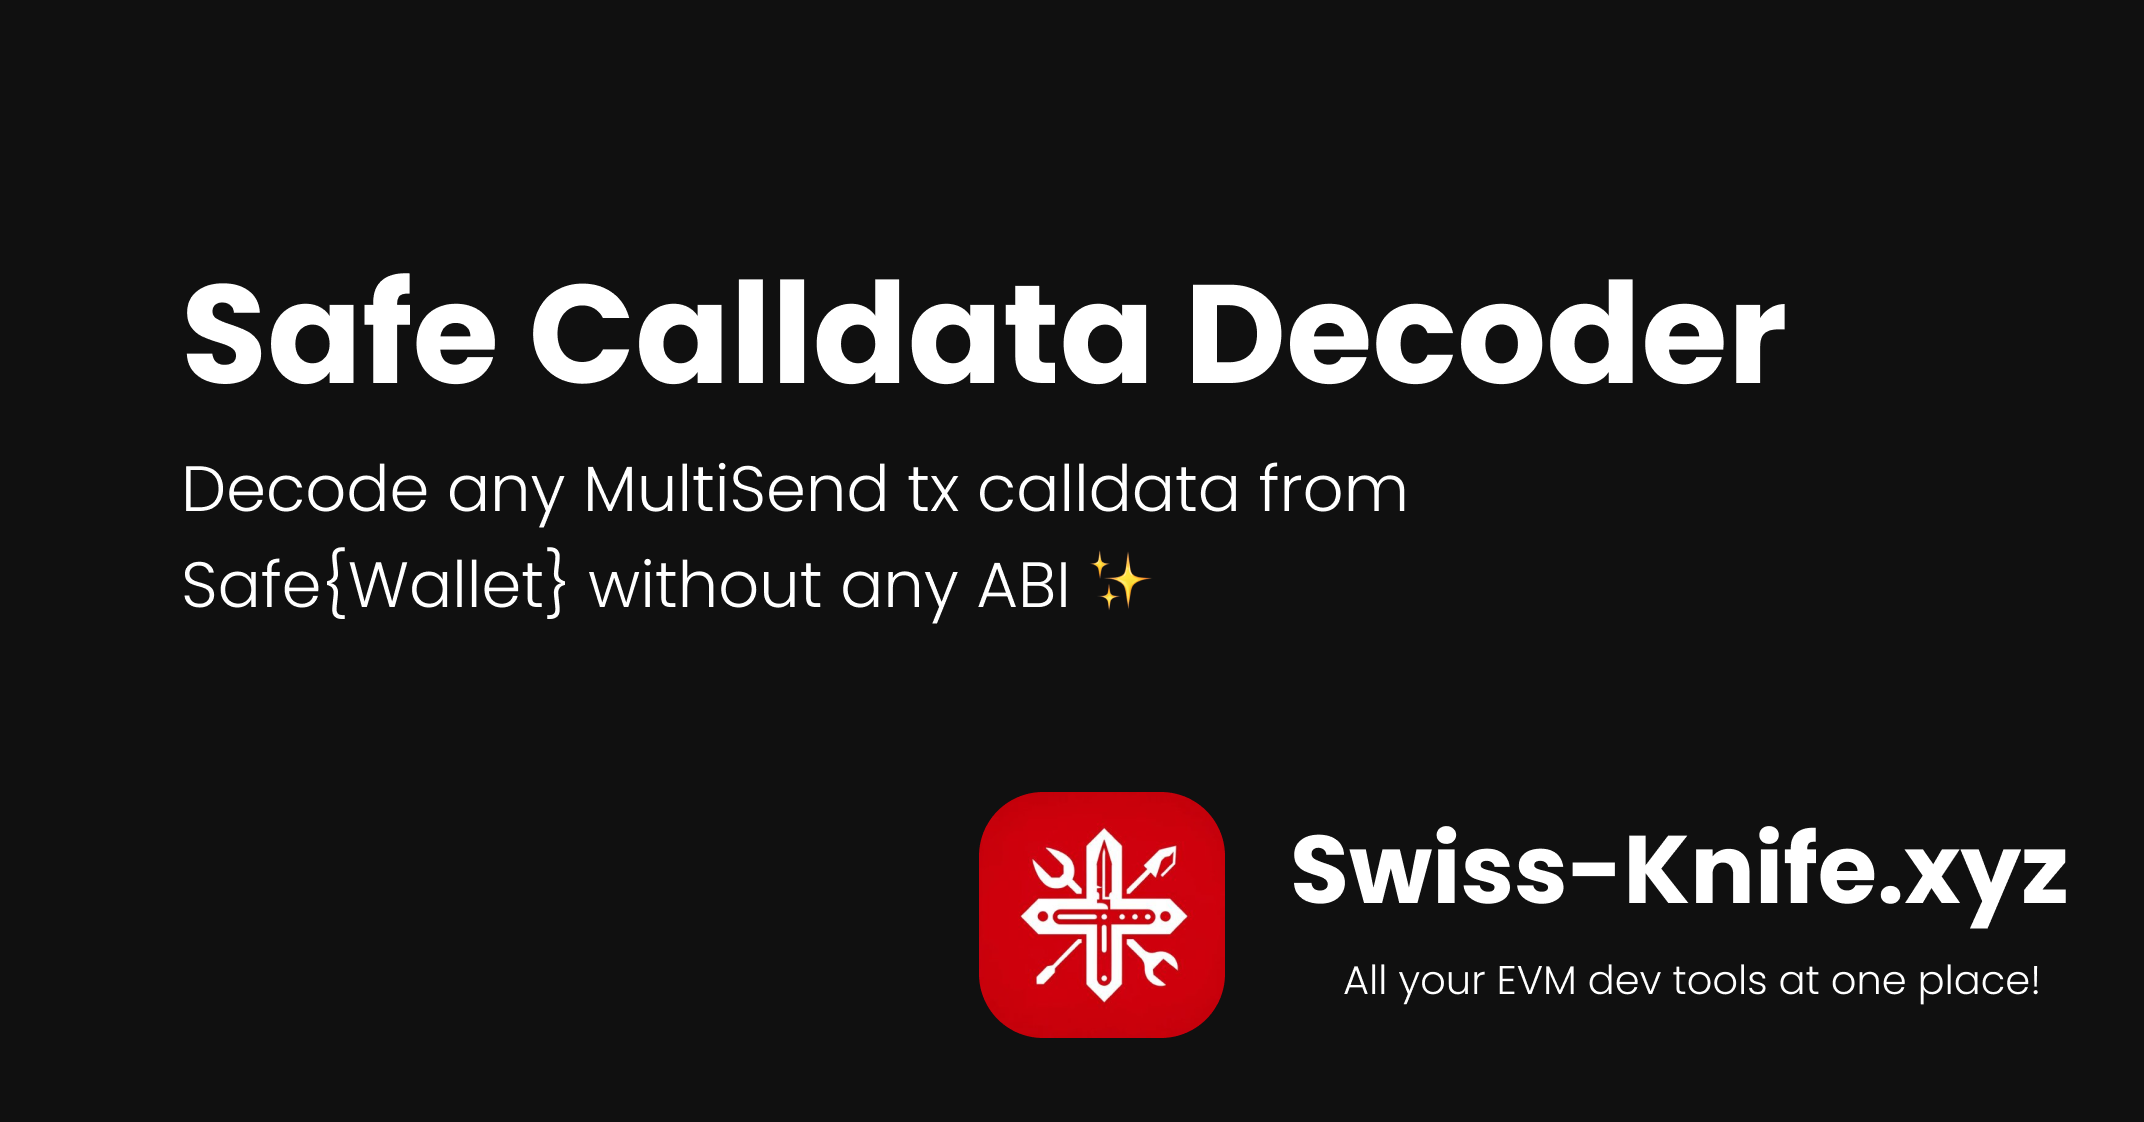 Safe Calldata Decoder
Decode any MultiSend tx calldata from
Safe{Wallet} without any ABI ✨
Swiss-Knife.xyz
All your EVM dev tools at one place!